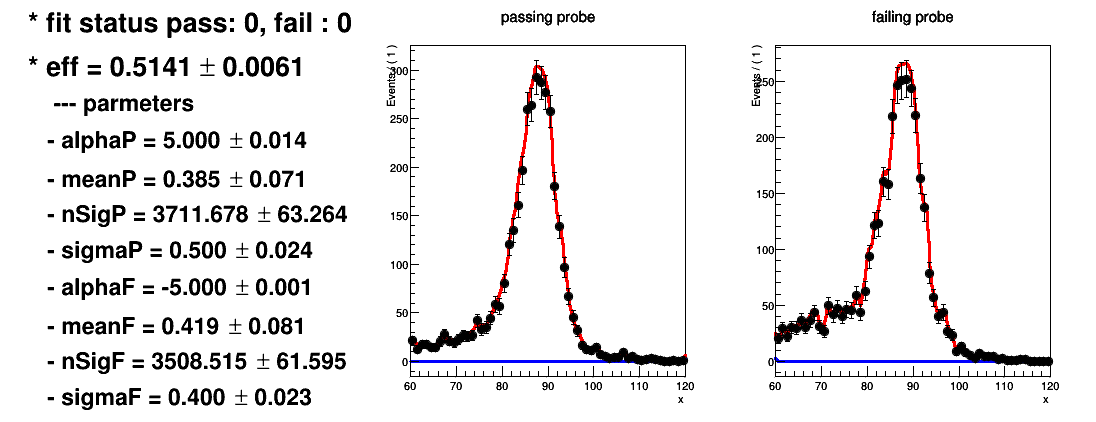 * fit status pass: 0, fail : 0
* eff = 0.5141 ± 0.0061
--- parmeters
- alphaP = 5.000 ± 0.014
- meanP = 0.385 ± 0.071
- nSigP = 3711.678 ± 63.264
- sigmaP = 0.500 ± 0.024
- alphaF = -5.000 ± 0.001
- meanF = 0.419 ± 0.081
- nSigF = 3508.515 ± 61.595
- sigmaF = 0.400 ± 0.023
passing probe
Events / ( 1 )
300
250
200
150
100
50
0
60 70 80 90 100 110 120
x
failing probe
Events / ( 1 )
250
200
150
100
50
0
60 70 80 90 100 110 120
x